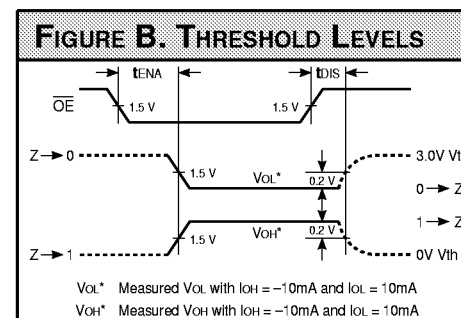 FIGURE B. THRESHOLD LEVELS
tENA
tDIS
OE
1.5 V
1.5 V
Z → 0
1.5 V
VOL*
0.2 V
3.0V Vth
0 → Z
1 → Z
VOH*
0.2 V
1.5 V
Z → 1
0V Vth
VOL* Measured VOL with IOH = –10mA and IOL = 10mA
VOH* Measured VOH with IOH = –10mA and IOL = 10mA